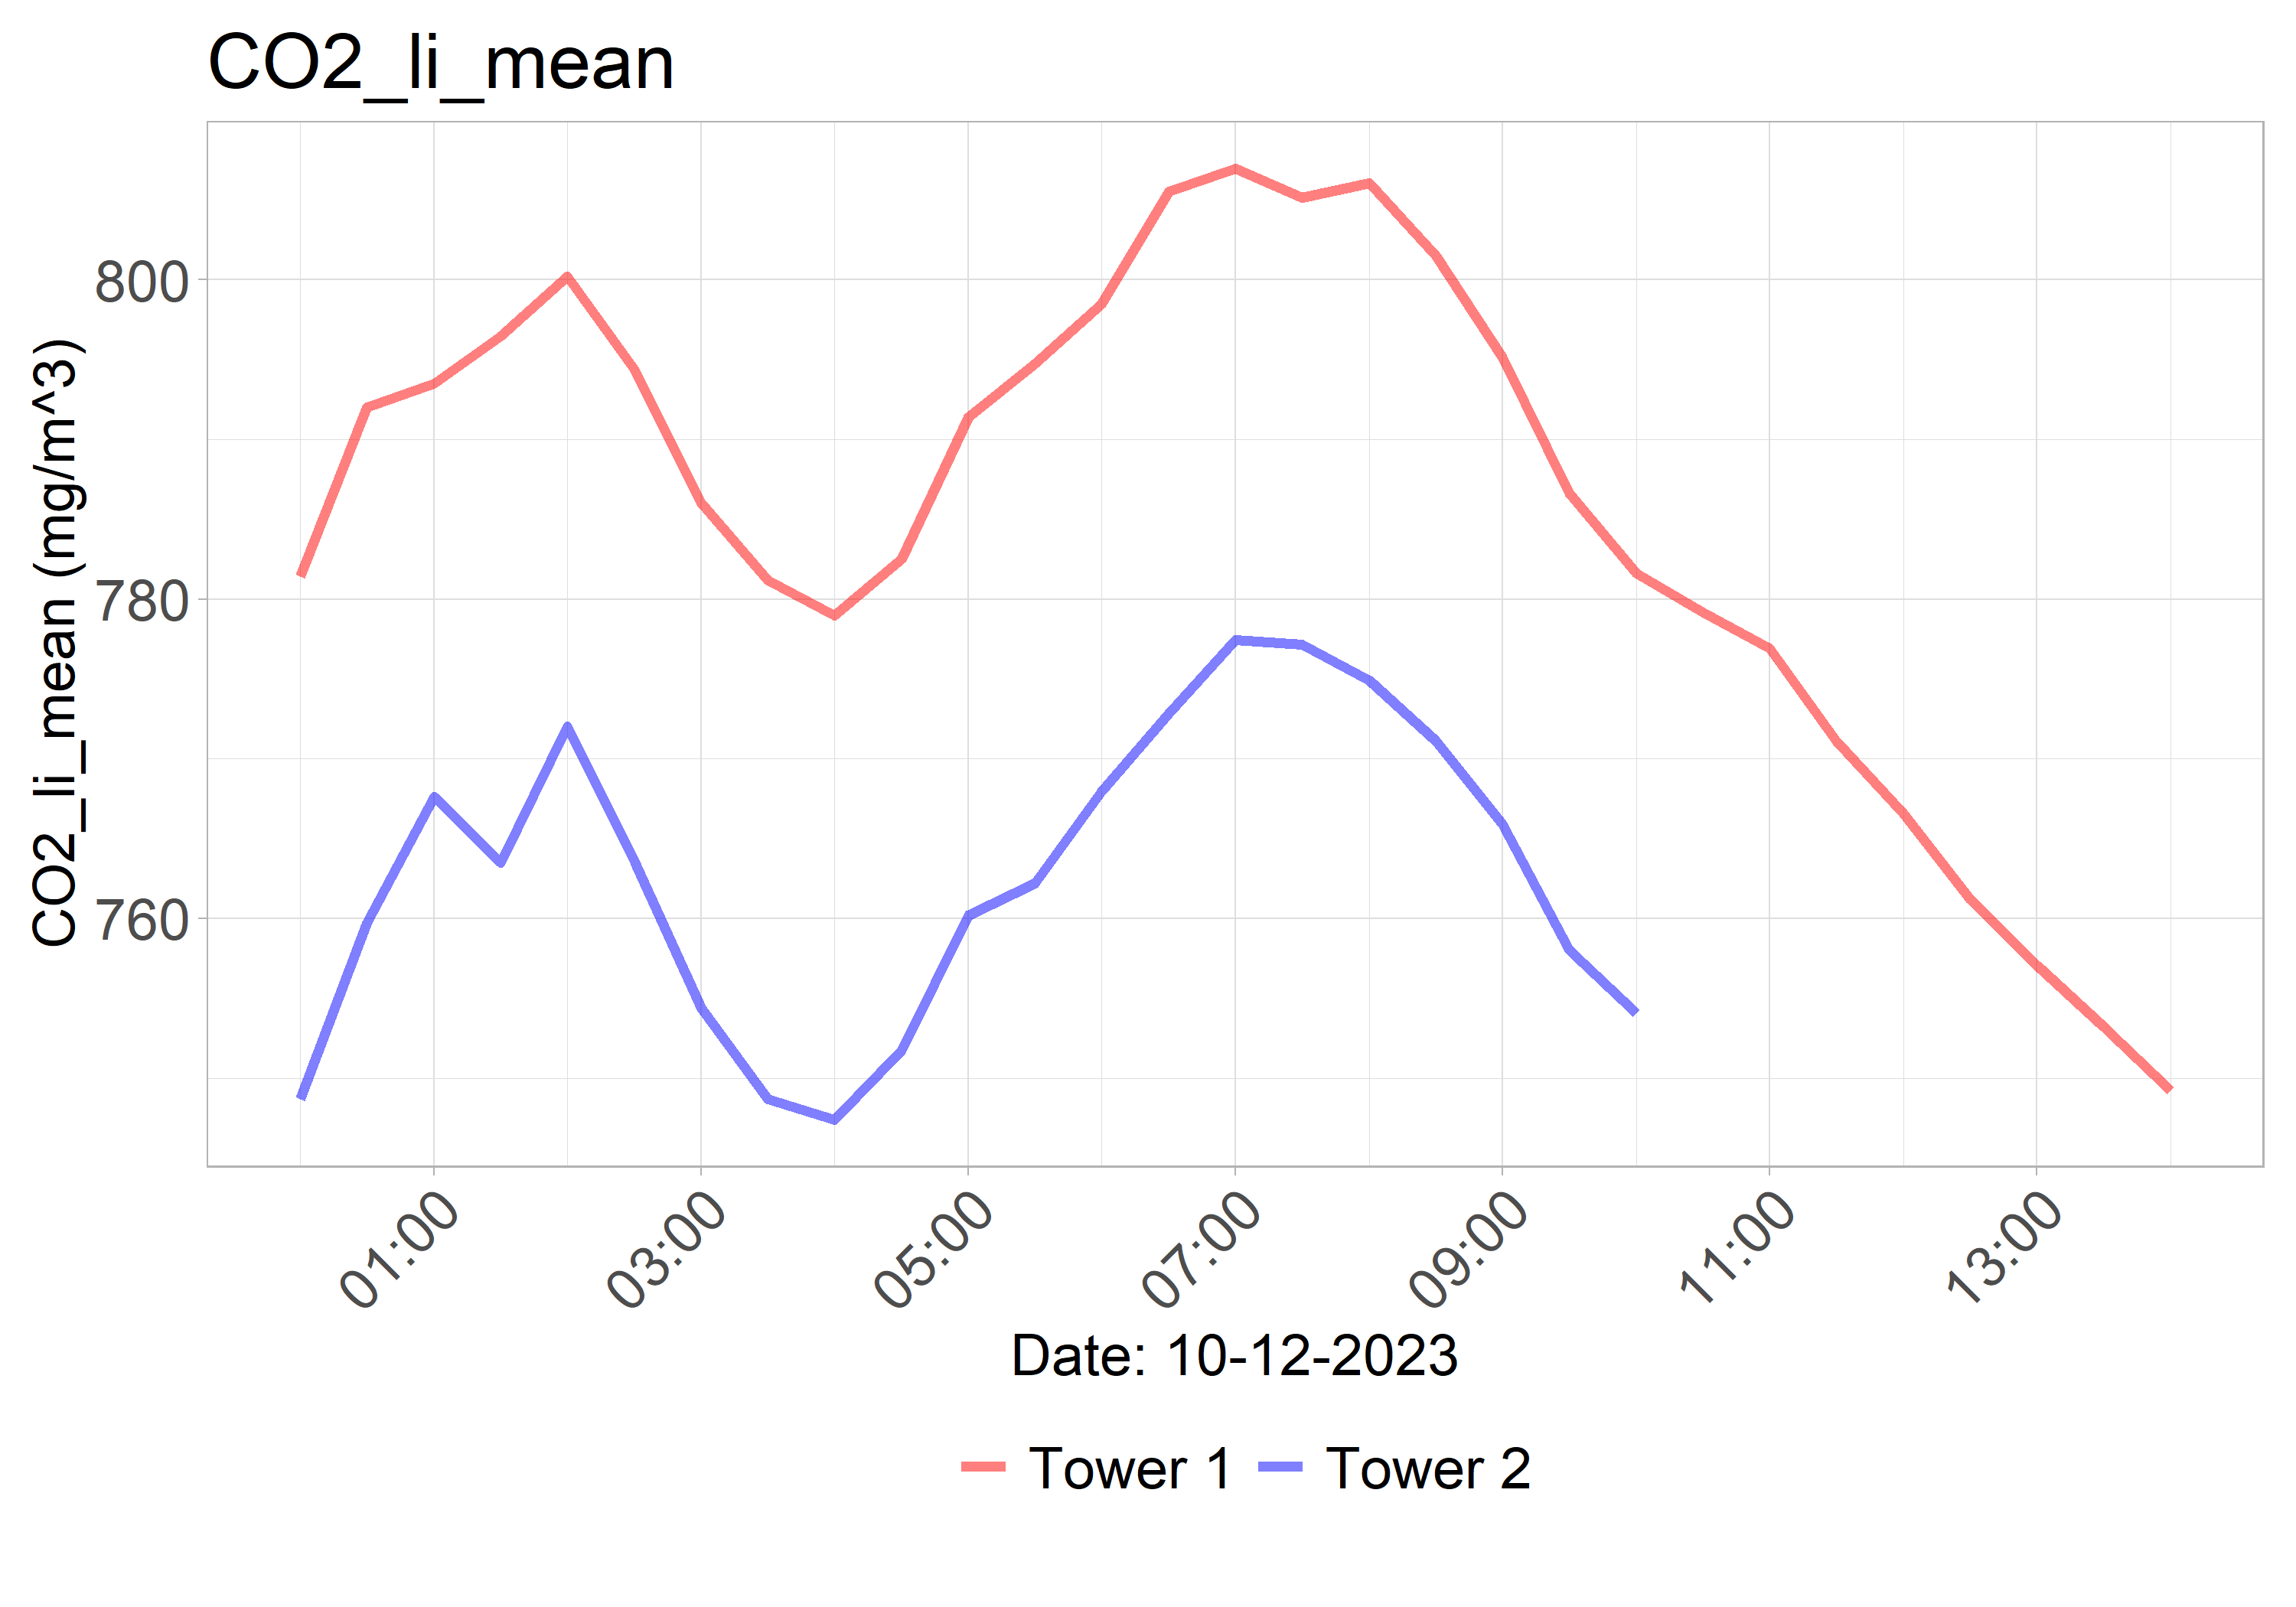 CO2_li_mean
CO2_li_mean (mg/m^3)
800
780
760
01:00
03:00
05:00
07:00
09:00
11:00
13:00
Date: 10-12-2023
Tower 1
Tower 2